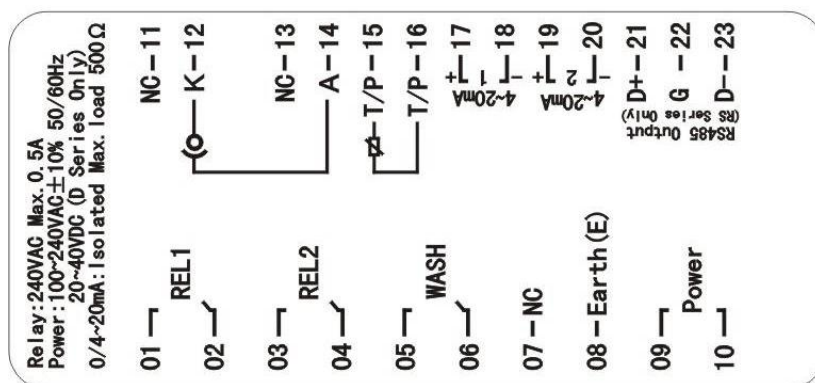 Relay:240VAC Max.0.5A
Power:100~240VAC±10% 50/60Hz
20~40VDC (D Series Only)
0/4~20mA:Isolated Max. load 500Ω
NC-11
K-12
NC-13
A-14
T/P-15
T/P-16
+ 17
1
- 18
4~20mA
+ 19
2
- 20
4~20mA
D+-21
G -22
D--23
RS485 Output
(RS Series Only)
01
REL1
02
03
REL2
04
05
WASH
06
07-NC
08-Earth(E)
09
Power
10